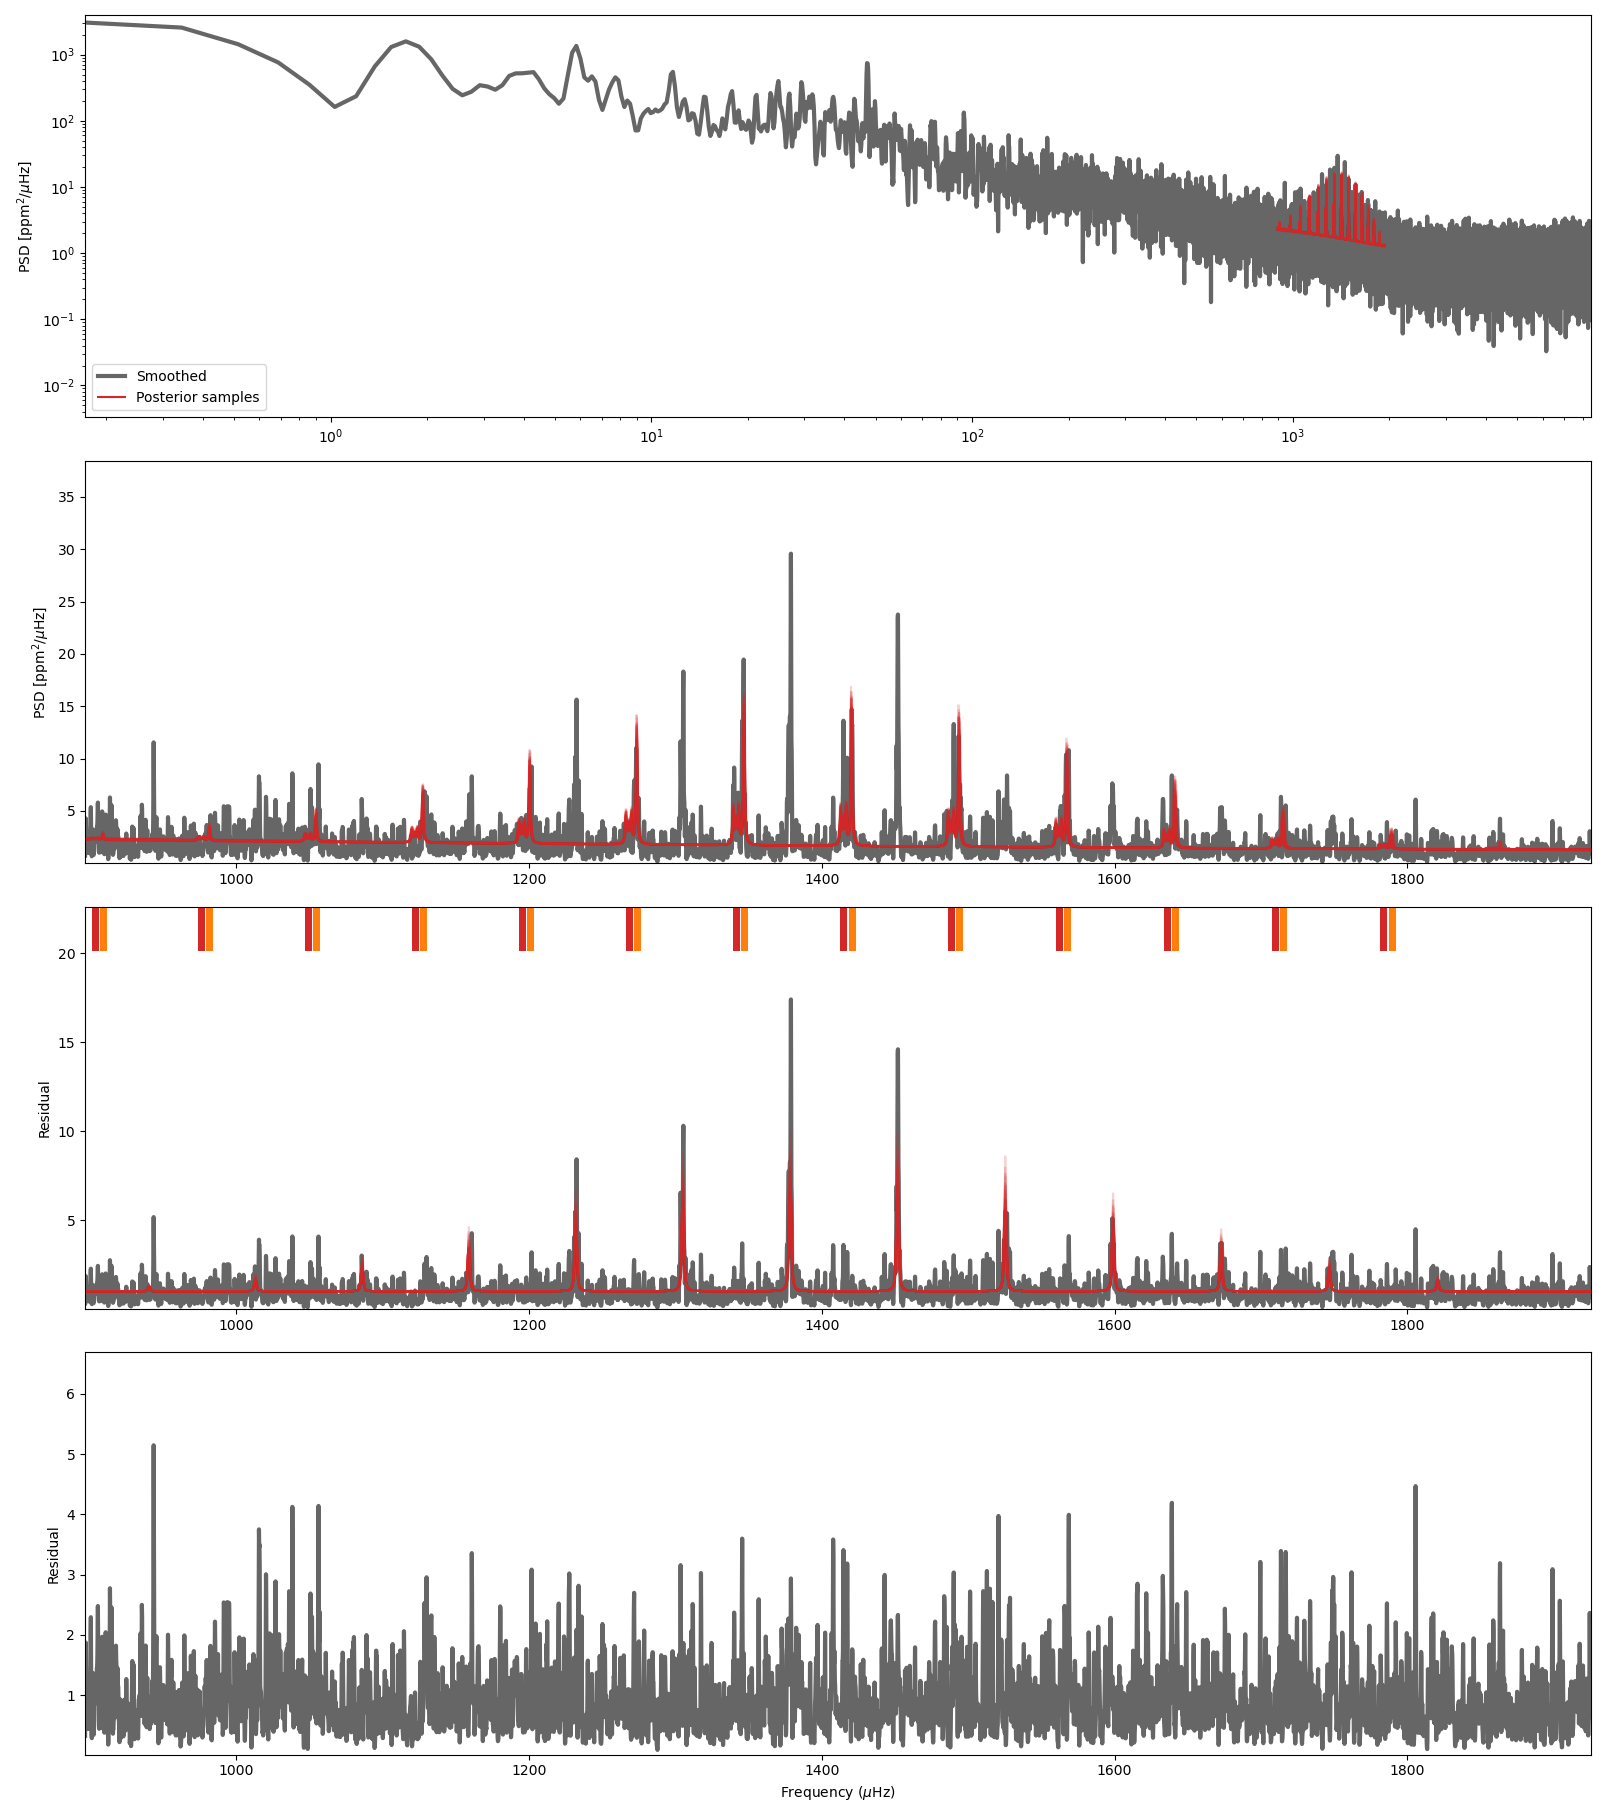 10³
10²
10¹
10⁰
10⁻¹
10⁻²
PSD [ppm²/μHz]
Smoothed
Posterior samples
10⁰ 10¹ 10² 10³
35
30
25
20
15
10
5
PSD [ppm²/μHz]
1000 1200 1400 1600 1800
20
15
10
5
Residual
1000 1200 1400 1600 1800
6
5
4
3
2
1
Residual
1000 1200 1400 1600 1800
Frequency (μHz)